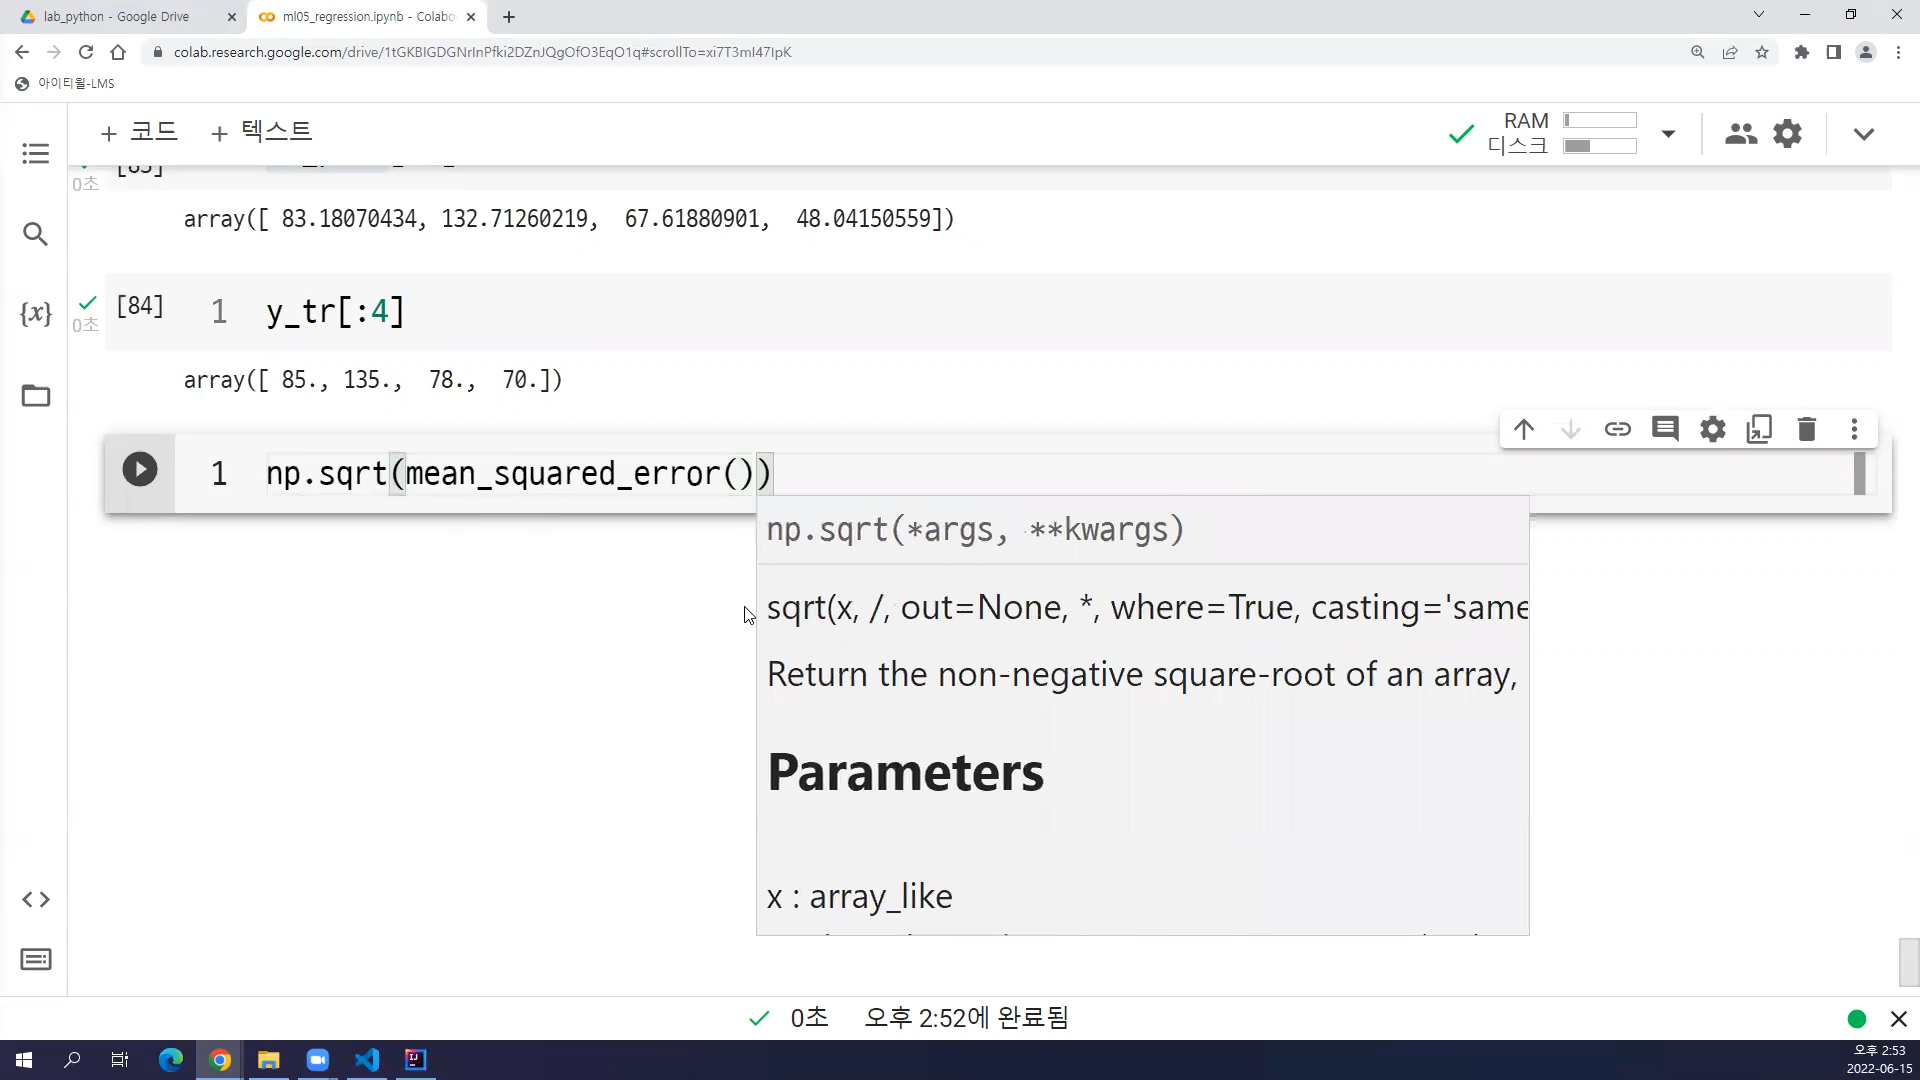 lab_python - Google Drive
ml05_regression.ipynb - Colabo
colab.research.google.com/drive/1tGKBIGDGNrInPfki2DZnJQgOfO3EqO1q#scrollTo=xi7T3mI47IpK
아이티윌-LMS
+ 코드 + 텍스트
RAM
디스크
0초
array([ 83.18070434, 132.71260219,  67.61880901,  48.04150559])
[84] 1 y_tr[:4]
0초
array([ 85., 135.,  78.,  70.])
1 np.sqrt(mean_squared_error())
np.sqrt(*args, **kwargs)
sqrt(x, /, out=None, *, where=True, casting='same
Return the non-negative square-root of an array,
Parameters
x : array_like
0초 오후 2:52에 완료됨
오후 2:53
2022-06-15